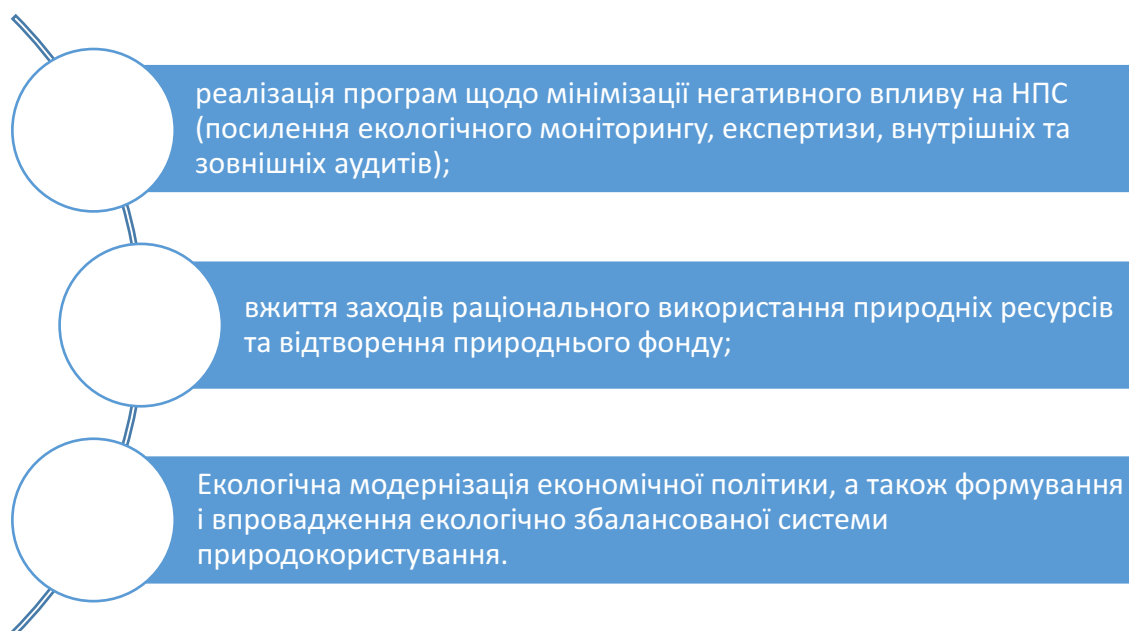 реалізація програм щодо мінімізації негативного впливу на НПС
(посилення екологічного моніторингу, експертизи, внутрішніх та
зовнішніх аудитів);
вжиття заходів раціонального використання природніх ресурсів
та відтворення природнього фонду;
Екологічна модернізація економічної політики, а також формування
і впровадження екологічно збалансованої системи
природокористування.